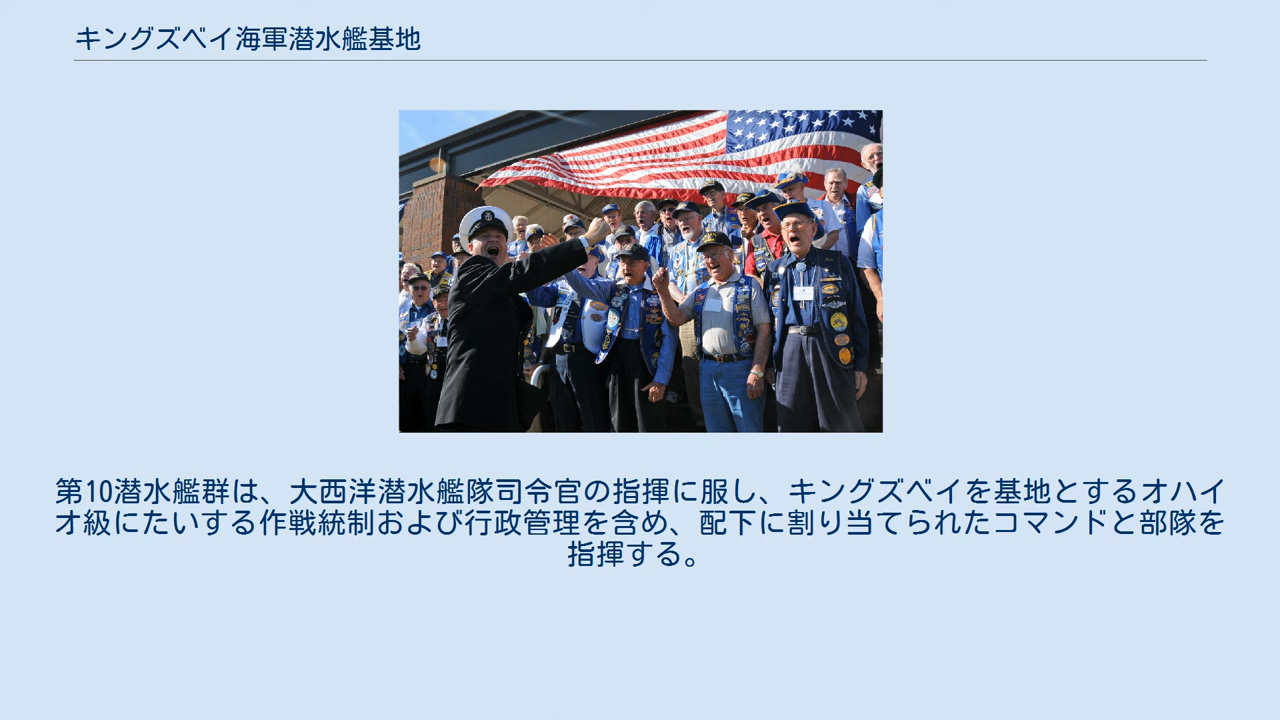 キングズベイ海軍潜水艦基地
第10潜水艦群は、大西洋潜水艦隊司令官の指揮に服し、キングズベイを基地とするオハイ
オ級にたいする作戦統制および行政管理を含め、配下に割り当てられたコマンドと部隊を
指揮する。